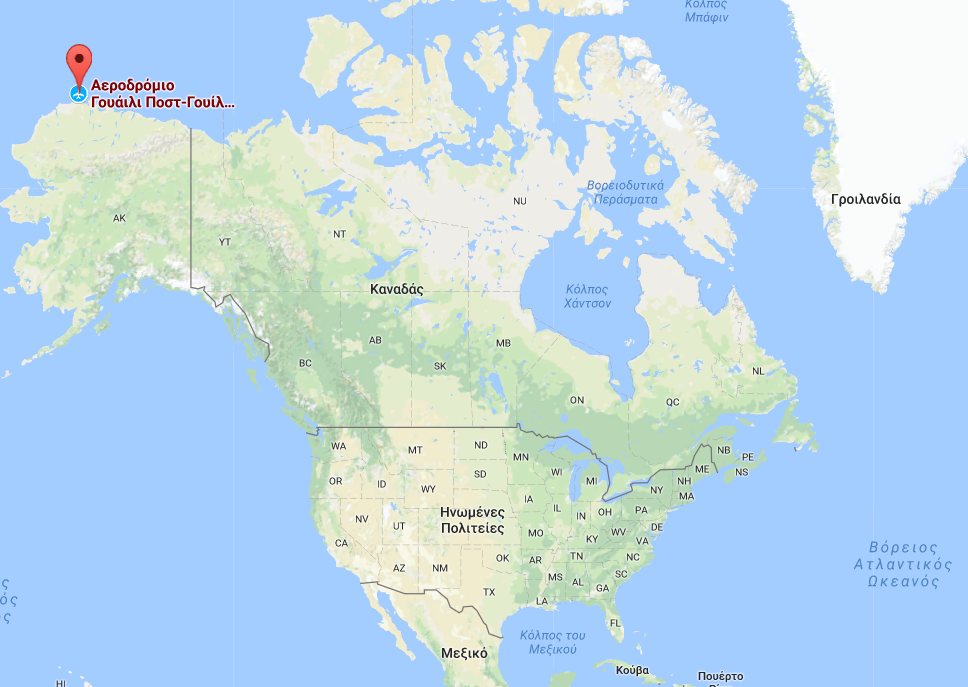 Κόλπος
Μπάφιν
Αεροδρόμιο
Γουάιλι Ποστ-Γουίλ...
Βορειοδυτικά
Περάσματα
Γροιλανδία
NU
AK
YT
NT
Καναδάς
Κόλπος
Χάντσον
AB
MB
BC
SK
NL
ON
QC
WA
MT
ND
NB
PE
MN
ME
NS
WI
OR
ID
SD
MI
NH
WY
NY
MA
IA
NV
UT
Ηνωμένες
Πολιτείες
IL
IN
OH
PA
CA
MO
KY
WV
VA
DE
Βόρειος
Ατλαντικός
Ωκεανός
AZ
NM
OK
AR
TN
NC
MS
AL
SC
GA
TX
LA
FL
ς
ός
ς
Κόλπος του
Μεξικού
Μεξικό
Κούβα
Πουέρτο
HI